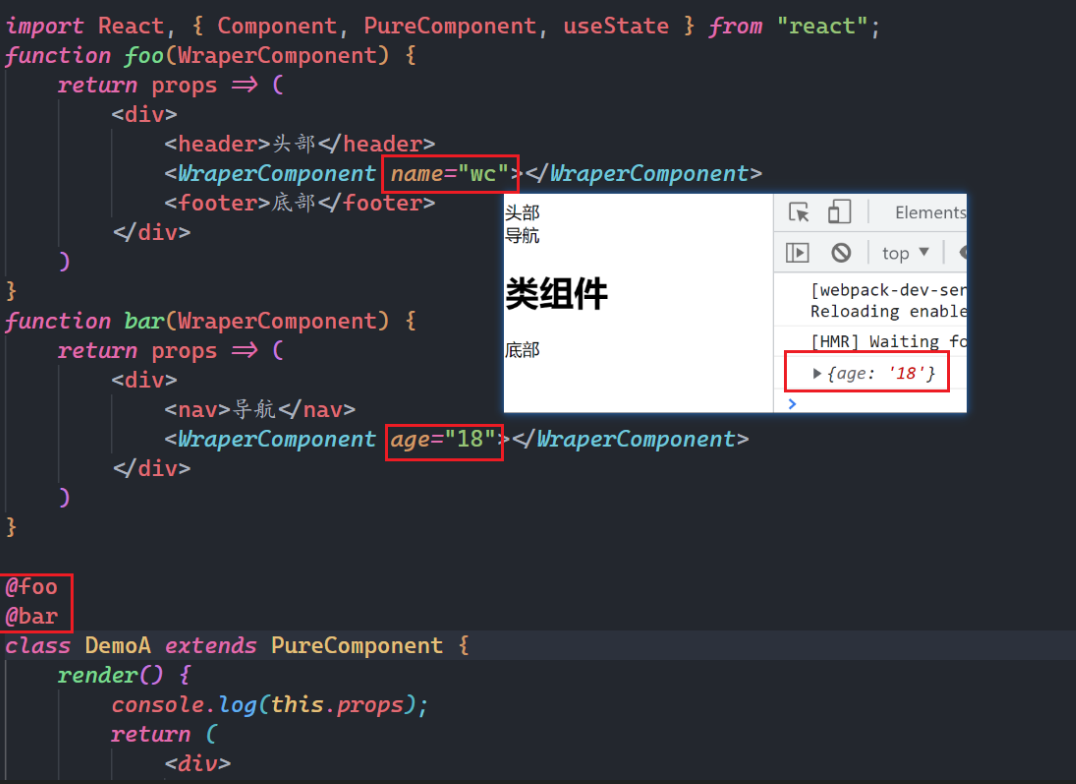 import React, { Component, PureComponent, useState } from "react";
function foo(WraperComponent) {
return props => (
<div>
<header>头部</header>
<WraperComponent name="wc"></WraperComponent>
<footer>底部</footer>
</div>
)
}
function bar(WraperComponent) {
return props => (
<div>
<nav>导航</nav>
<WraperComponent age="18"></WraperComponent>
</div>
)
}
@foo
@bar
class DemoA extends PureComponent {
render() {
console.log(this.props);
return (
<div>
头部
导航
类组件
底部
Elements
top ▼
[webpack-dev-ser
Reloading enable
[HMR] Waiting fo
▶{age: '18'}
>